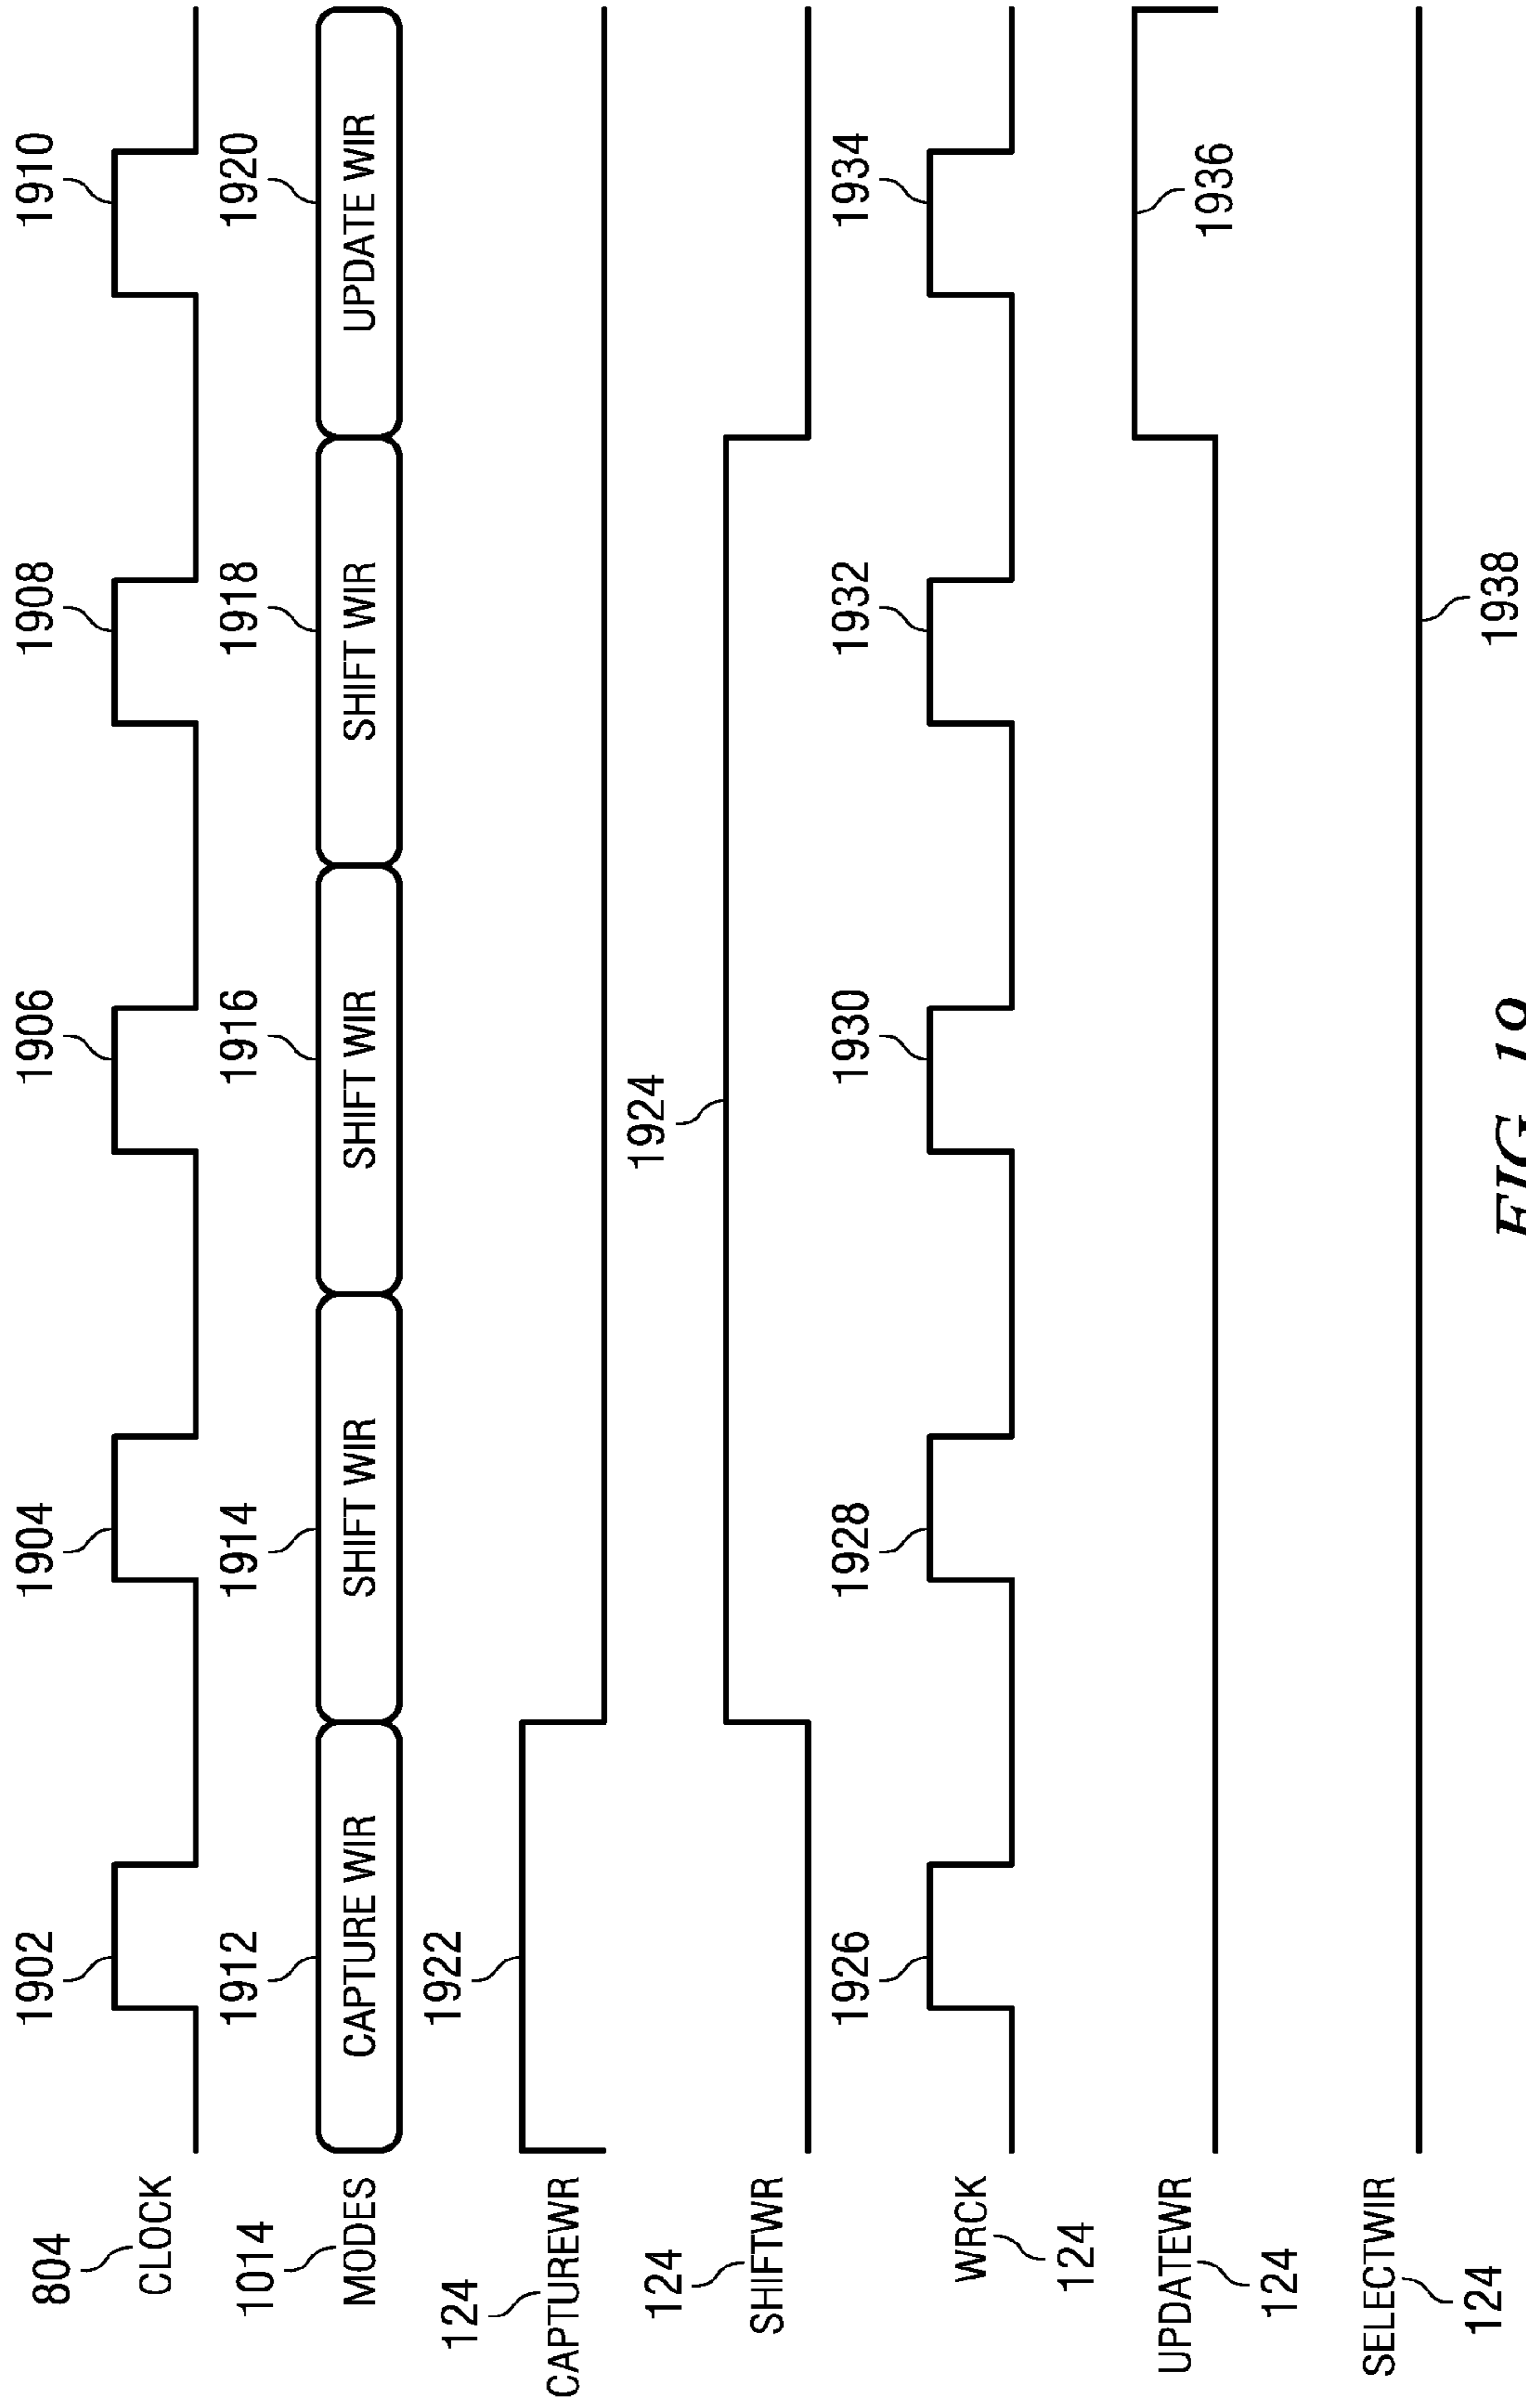 804
CLOCK
1902
1904
1906
1908
1910
1014
MODES
1912
1914
1916
1918
1920
CAPTURE WIR
SHIFT WIR
SHIFT WIR
SHIFT WIR
UPDATE WIR
124
CAPTUREWR
1922
124
SHIFTWR
1924
WRCK
124
1926
1928
1930
1932
1934
UPDATEWR
124
1936
SELECTWIR
124
1938
FIG. 19